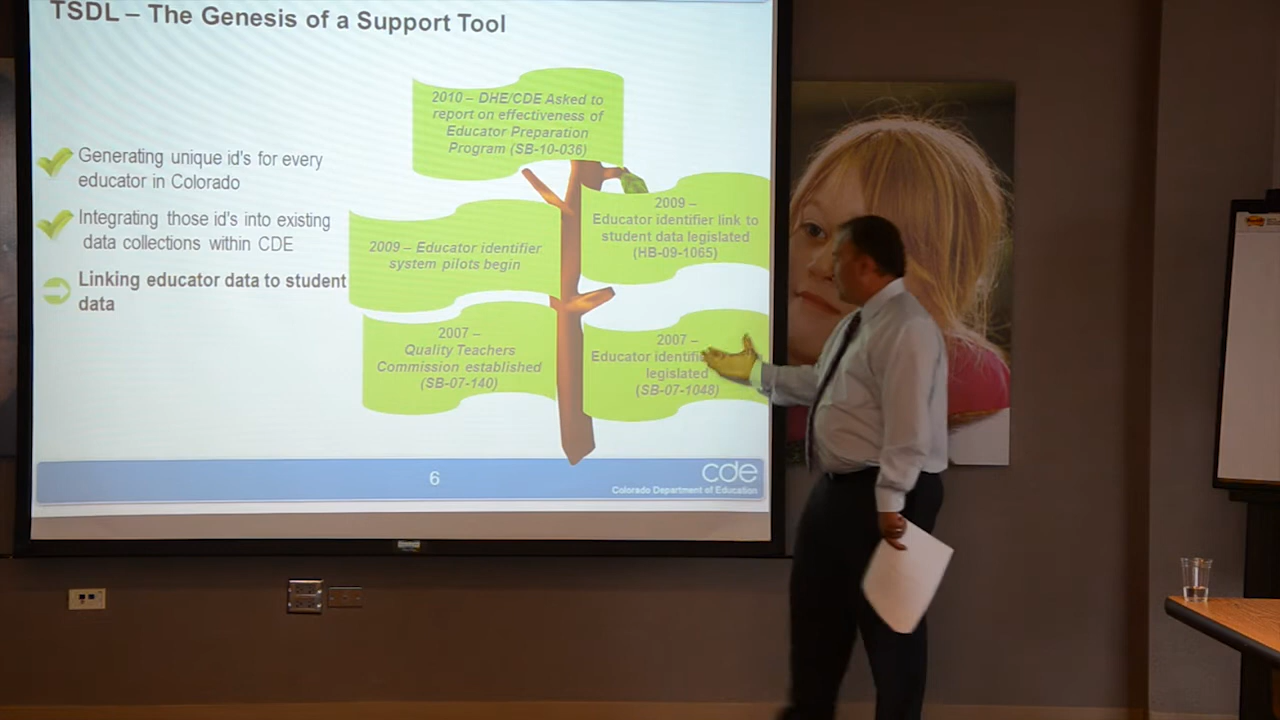 TSDL – The Genesis of a Support Tool
Generating unique id's for every
educator in Colorado
Integrating those id's into existing
data collections within CDE
Linking educator data to student
data
2010 – DHE/CDE Asked to
report on effectiveness of
Educator Preparation
Program (SB-10-036)
2009 –
Educator identifier link to
student data legislated
(HB-09-1065)
2009 – Educator identifier
system pilots begin
2007 –
Quality Teachers
Commission established
(SB-07-140)
2007 –
Educator
legislated
(SB-07-1048)
6
cde
Colorado Department of Education